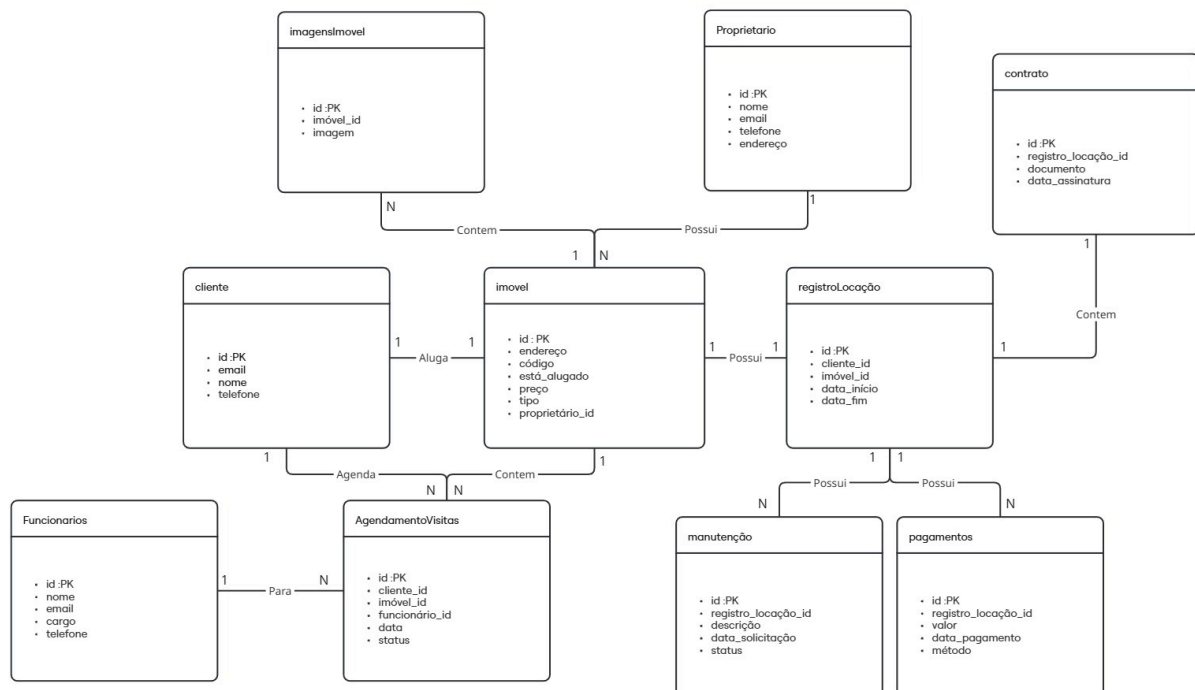 imagensImovel
id :PK
imóvel_id
imagem
Proprietario
id :PK
nome
email
telefone
endereço
contrato
id :PK
registro_locação_id
documento
data_assinatura
N
Contem
1
1
Possui
N
1
Contem
1
cliente
id :PK
email
nome
telefone
1
Aluga
1
imovel
id : PK
endereço
código
está_alugado
preço
tipo
proprietário_id
1
Possui
1
registroLocação
id :PK
cliente_id
imóvel_id
data_início
data_fim
1
Agenda
N
1
Contem
N
1
Possui
N
1
Possui
N
Funcionarios
id :PK
nome
email
cargo
telefone
1
Para
N
AgendamentoVisitas
id :PK
cliente_id
imóvel_id
funcionário_id
data
status
manutenção
id :PK
registro_locação_id
descrição
data_solicitação
status
pagamentos
id :PK
registro_locação_id
valor
data_pagamento
método